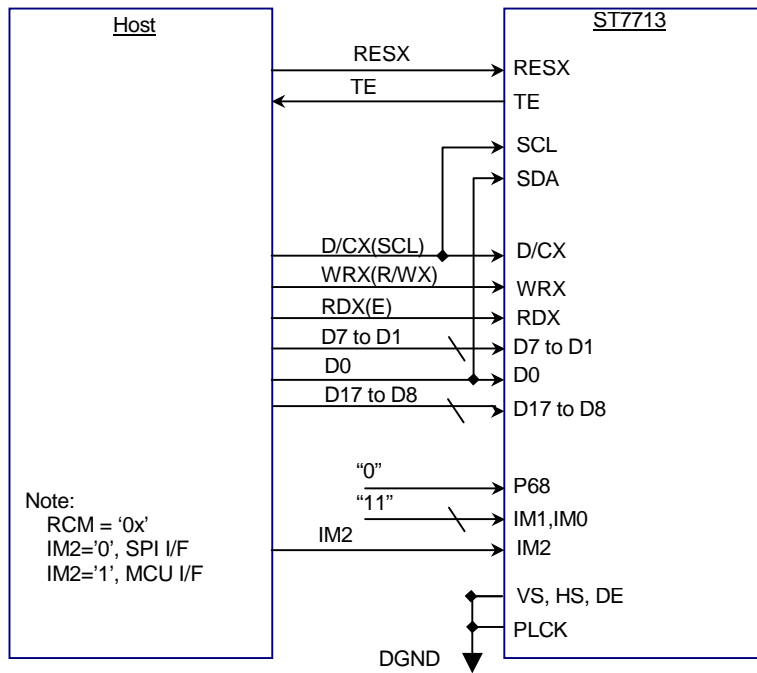 Host
ST7713
RESX
RESX
TE
TE
SCL
SDA
D/CX(SCL)
D/CX
WRX(R/WX)
WRX
RDX(E)
RDX
D7 to D1
D7 to D1
D0
D0
D17 to D8
D17 to D8
“0”
P68
“11”
IM1,IM0
IM2
IM2
Note:
RCM = ‘0x’
IM2=’0’, SPI I/F
IM2=’1’, MCU I/F
VS, HS, DE
PLCK
DGND